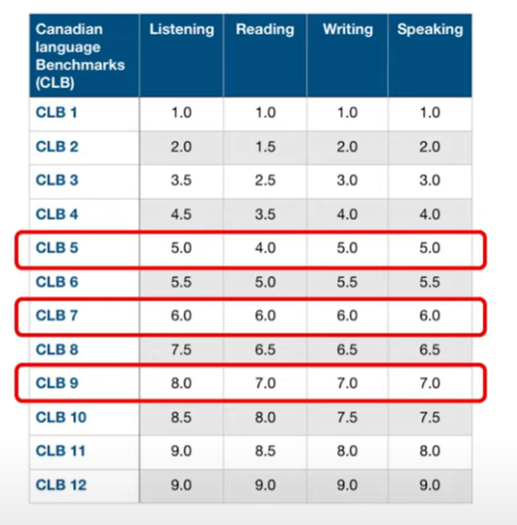 Canadian language Benchmarks (CLB) Listening Reading Writing Speaking
CLB 1 1.0 1.0 1.0 1.0
CLB 2 2.0 1.5 2.0 2.0
CLB 3 3.5 2.5 3.0 3.0
CLB 4 4.5 3.5 4.0 4.0
CLB 5 5.0 4.0 5.0 5.0
CLB 6 5.5 5.0 5.5 5.5
CLB 7 6.0 6.0 6.0 6.0
CLB 8 7.5 6.5 6.5 6.5
CLB 9 8.0 7.0 7.0 7.0
CLB 10 8.5 8.0 7.5 7.5
CLB 11 9.0 8.5 8.0 8.0
CLB 12 9.0 9.0 9.0 9.0